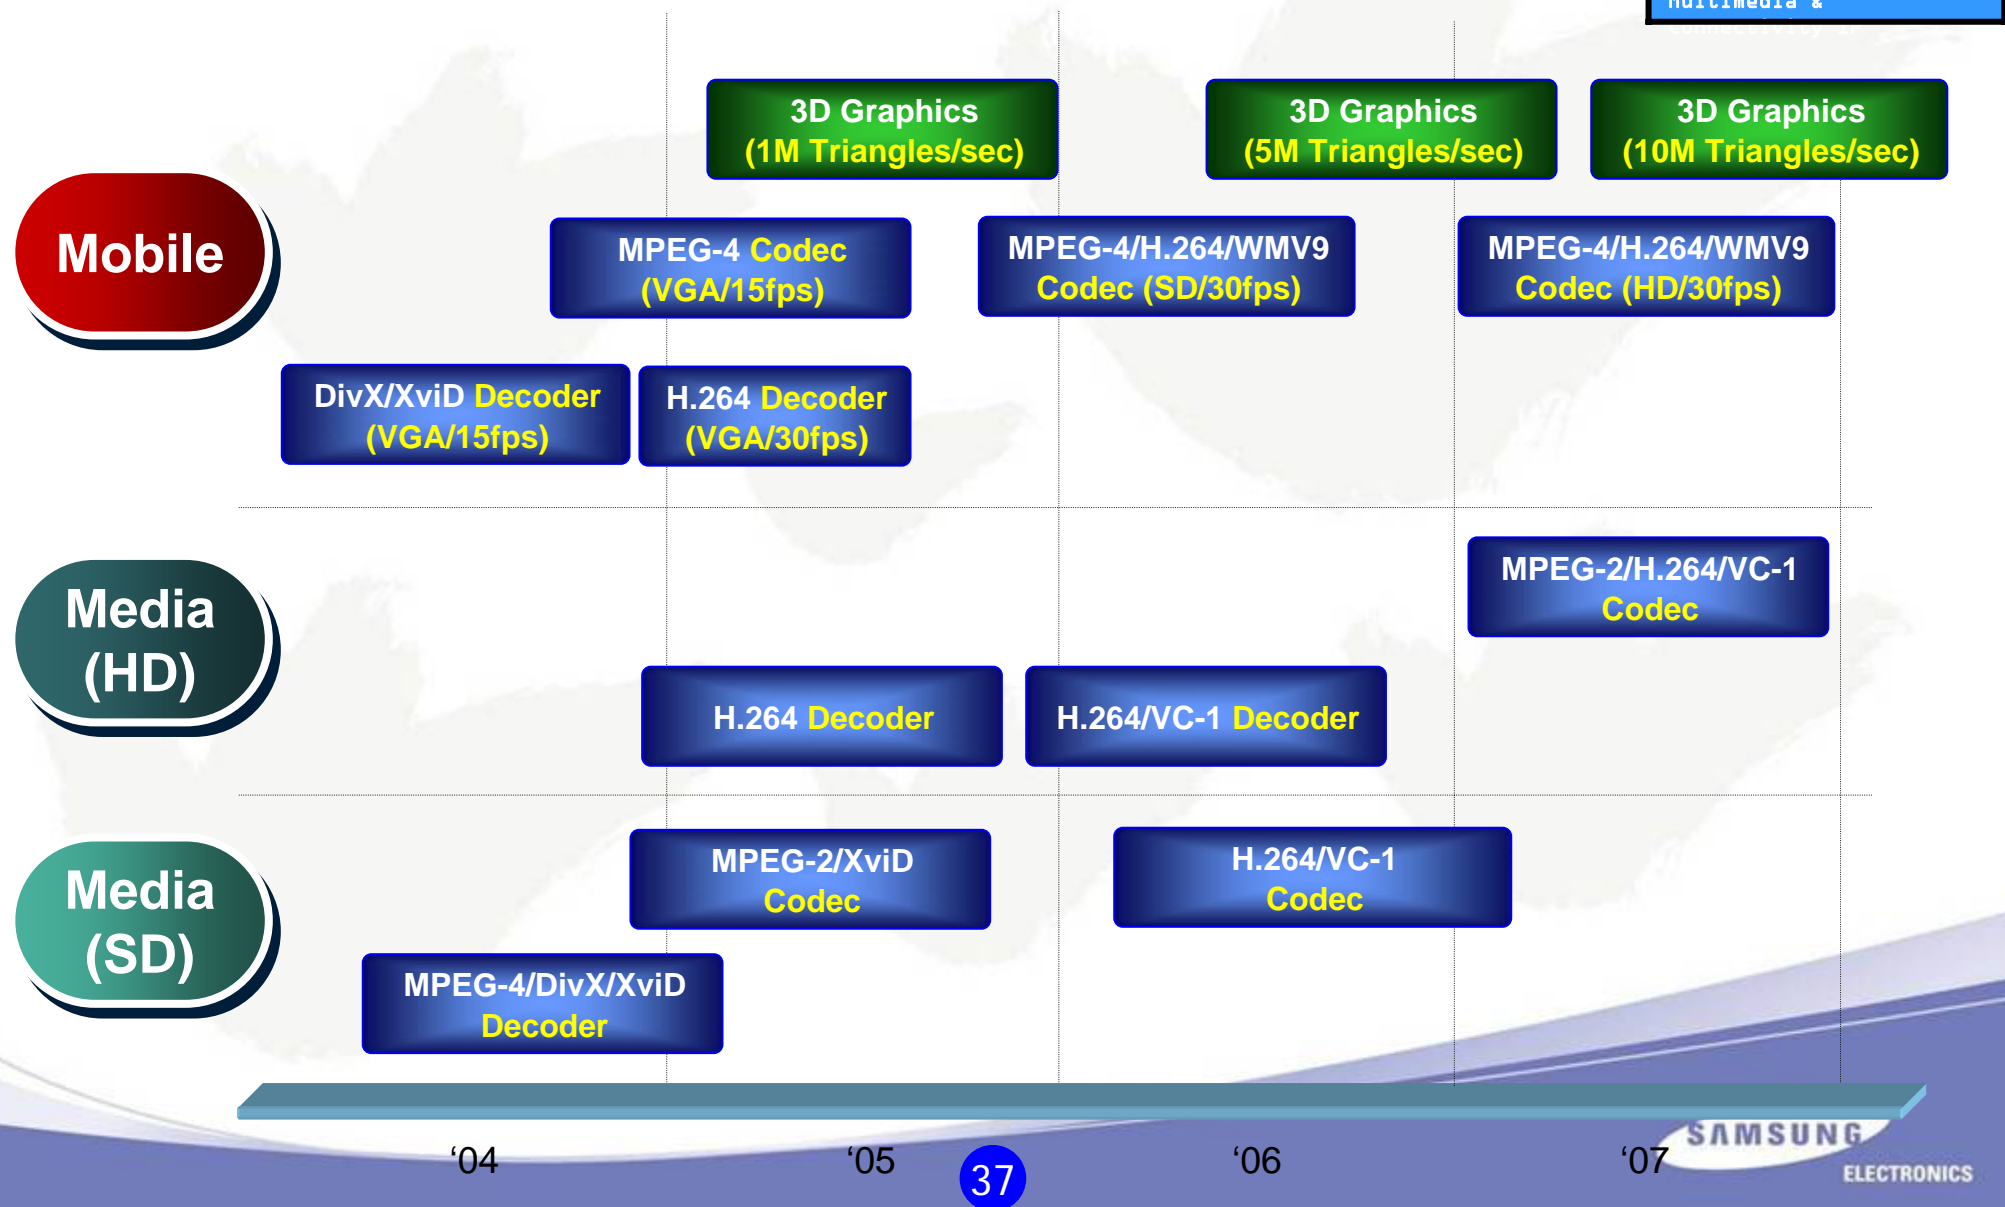 Multimedia &
Connectivity IP
3D Graphics
(1M Triangles/sec)
3D Graphics
(5M Triangles/sec)
3D Graphics
(10M Triangles/sec)
Mobile
MPEG-4 Codec
(VGA/15fps)
MPEG-4/H.264/WMV9
Codec (SD/30fps)
MPEG-4/H.264/WMV9
Codec (HD/30fps)
DivX/XviD Decoder
(VGA/15fps)
H.264 Decoder
(VGA/30fps)
Media
(HD)
MPEG-2/H.264/VC-1
Codec
H.264 Decoder
H.264/VC-1 Decoder
Media
(SD)
MPEG-2/XviD
Codec
H.264/VC-1
Codec
MPEG-4/DivX/XviD
Decoder
‘04
‘05
‘06
‘07
37
SAMSUNG
ELECTRONICS